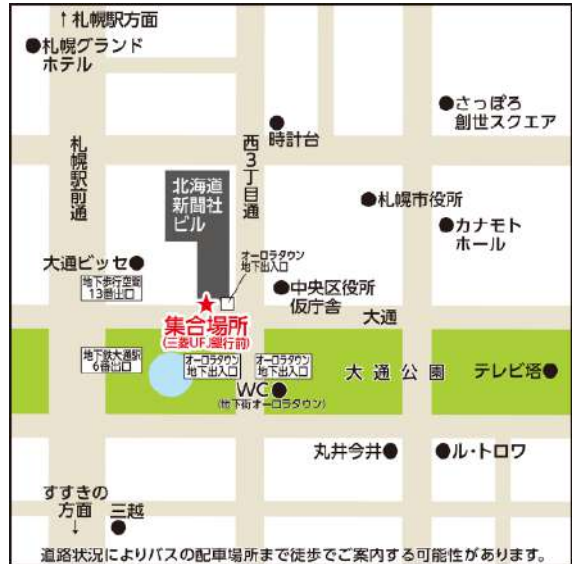 ↑札幌駅方面
●札幌グランド
ホテル
●さっぽろ
創世スクエア
●時計台
札幌駅前通
西3丁目通
北海道
新聞社
ビル
●札幌市役所
●カナモト
ホール
大通ビッセ●
オーロラタウン
地下出入口
地下歩行空間
13番出口
●中央区役所
仮庁舎
★
集合場所
(三菱UFJ銀行前)
大通
地下鉄大通駅
6番出口
オーロラタウン
地下出入口
オーロラタウン
地下出入口
大通公園
テレビ塔●
WC●
(地下街オーロラタウン)
丸井今井●
●ル・トロワ
すすきの
方面
↓
三越
●
道路状況によりバスの配車場所まで徒歩でご案内する可能性があります。